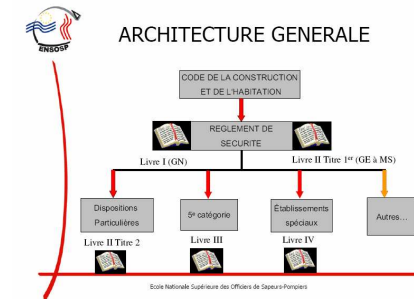 ENSOSP
ARCHITECTURE GENERALE
CODE DE LA CONSTRUCTION
ET DE L'HABITATION
REGLEMENT DE
SECURITE
Livre I (GN)
Livre II Titre 1er (GE à MS)
Dispositions
Particulières
5e catégorie
Établissements
spéciaux
Autres...
Livre II Titre 2
Livre III
Livre IV
Ecole Nationale Supérieure des Officiers de Sapeurs-Pompiers